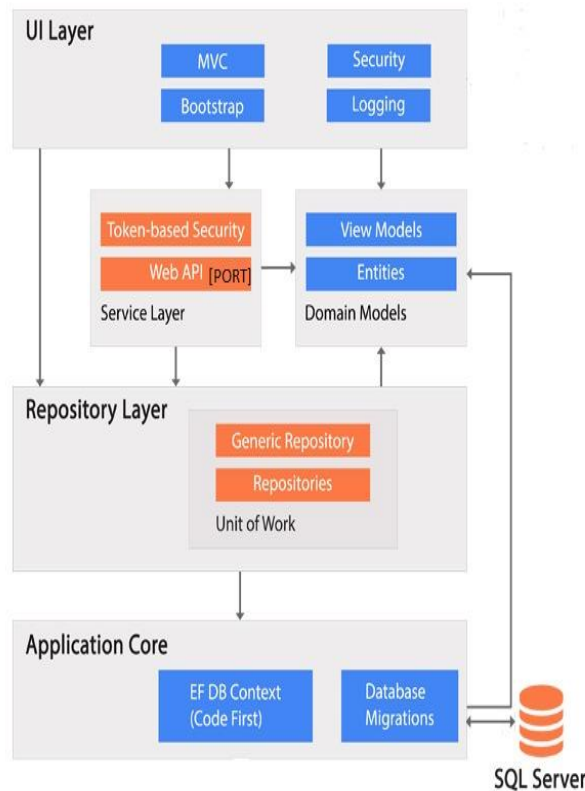 UI Layer
MVC
Security
Bootstrap
Logging
Token-based Security
View Models
Web API [PORT]
Entities
Service Layer
Domain Models
Repository Layer
Generic Repository
Repositories
Unit of Work
Application Core
EF DB Context
(Code First)
Database
Migrations
SQL Server